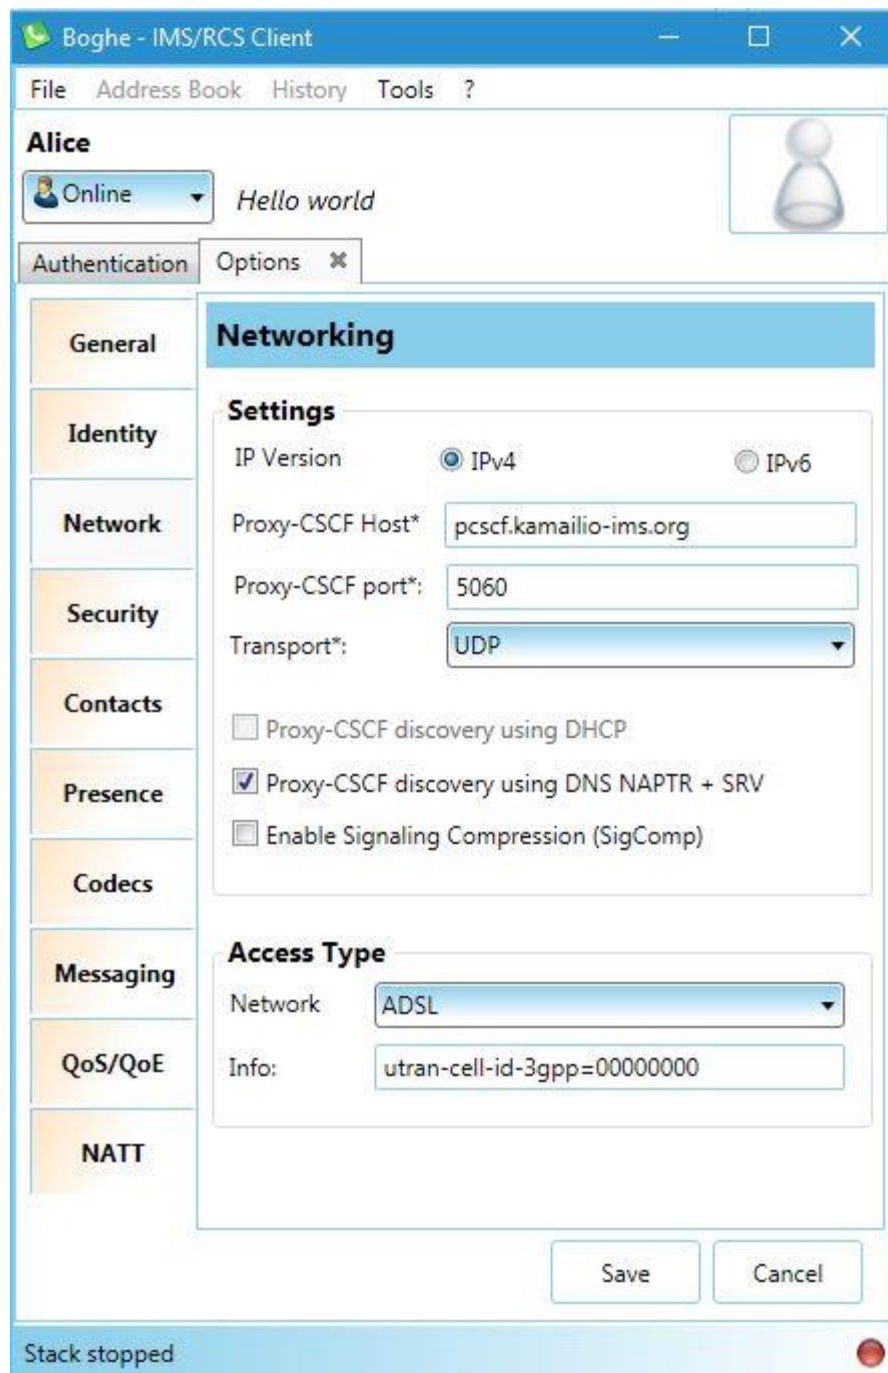 Boghe - IMS/RCS Client
File Address Book History Tools ?
Alice
Online Hello world
Authentication Options
General
Identity
Network
Security
Contacts
Presence
Codecs
Messaging
QoS/QoE
NATT
Networking
Settings
IP Version IPv4 IPv6
Proxy-CSCF Host* pcscf.kamailio-ims.org
Proxy-CSCF port*: 5060
Transport*: UDP
Proxy-CSCF discovery using DHCP
Proxy-CSCF discovery using DNS NAPTR + SRV
Enable Signaling Compression (SigComp)
Access Type
Network ADSL
Info: utran-cell-id-3gpp=00000000
Save Cancel
Stack stopped